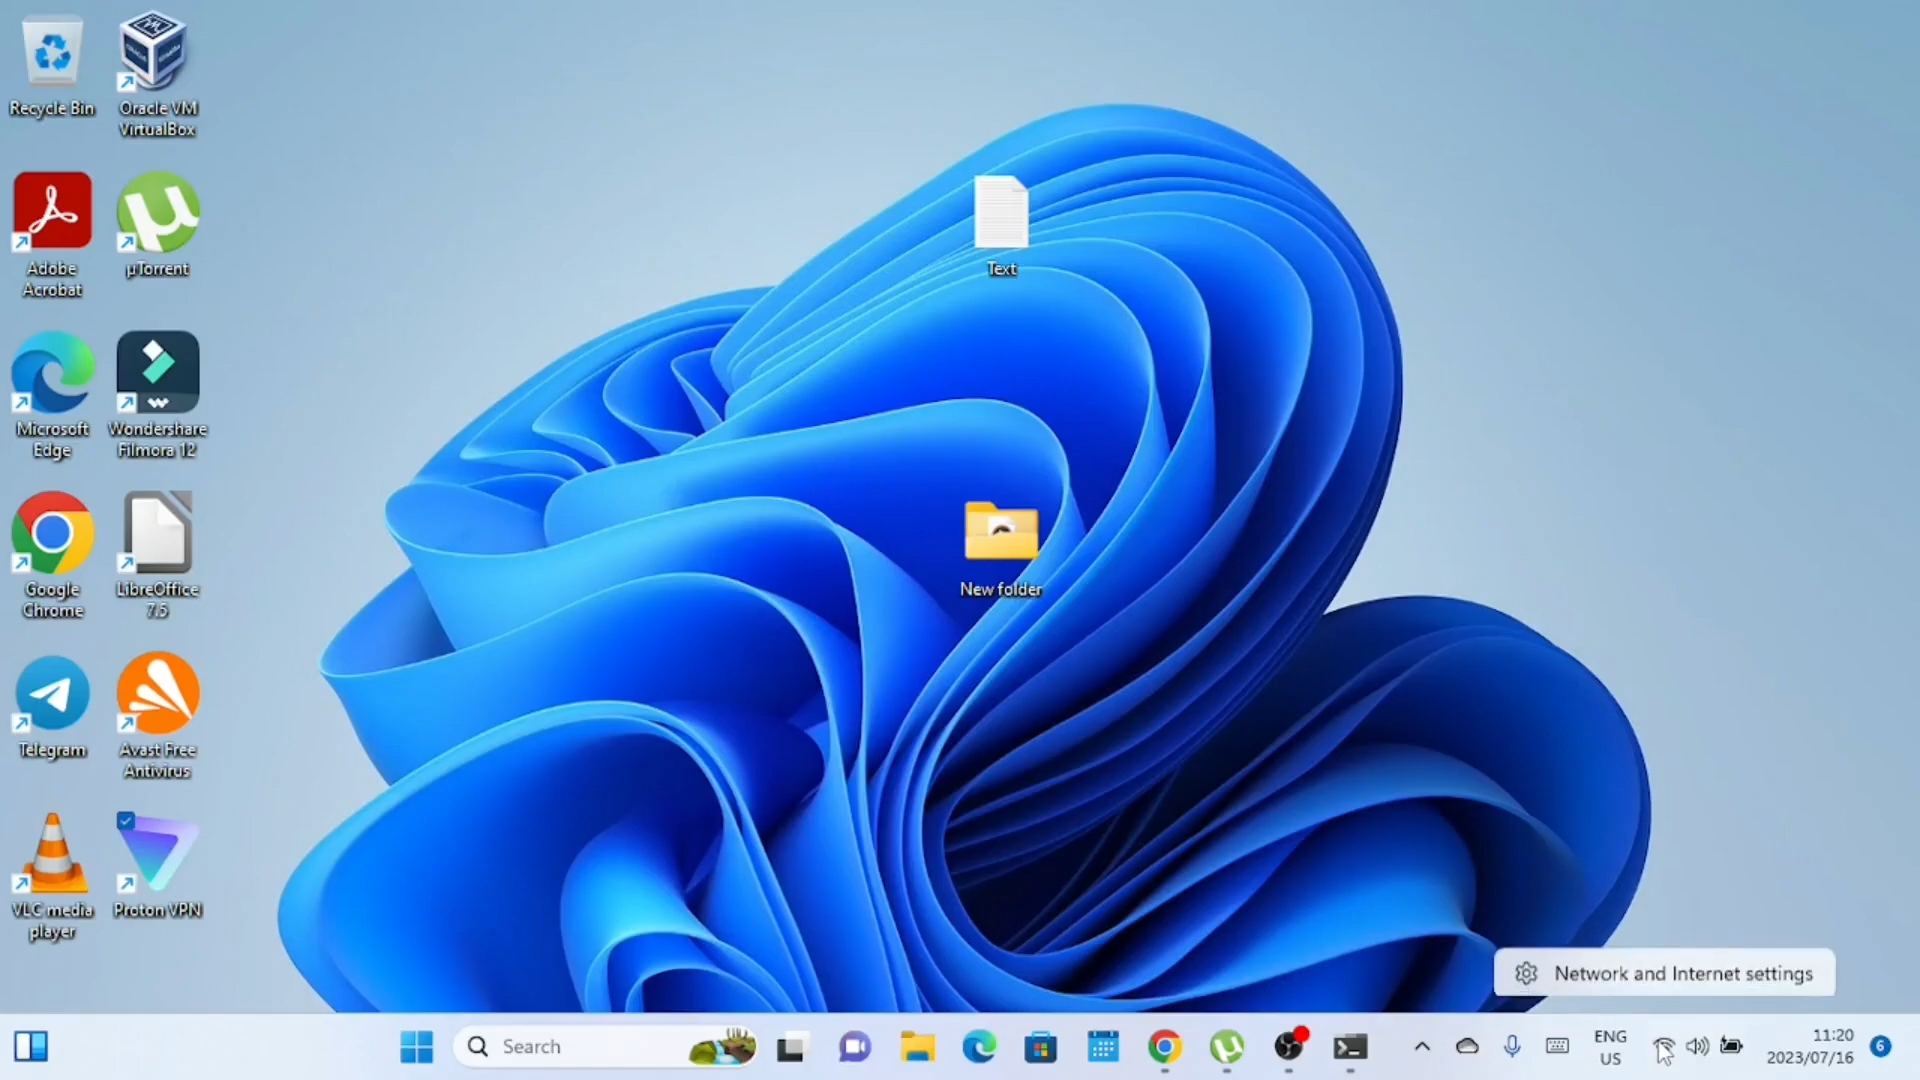 Recycle Bin
Oracle VM
VirtualBox
Adobe
Acrobat
µTorrent
Microsoft
Edge
Wondershare
Filmora 12
Google
Chrome
LibreOffice
7.5
Telegram
Avast Free
Antivirus
VLC media
player
Proton VPN
Text
New folder
Network and Internet settings
Search
ENG
US
11:20
2023/07/16
6